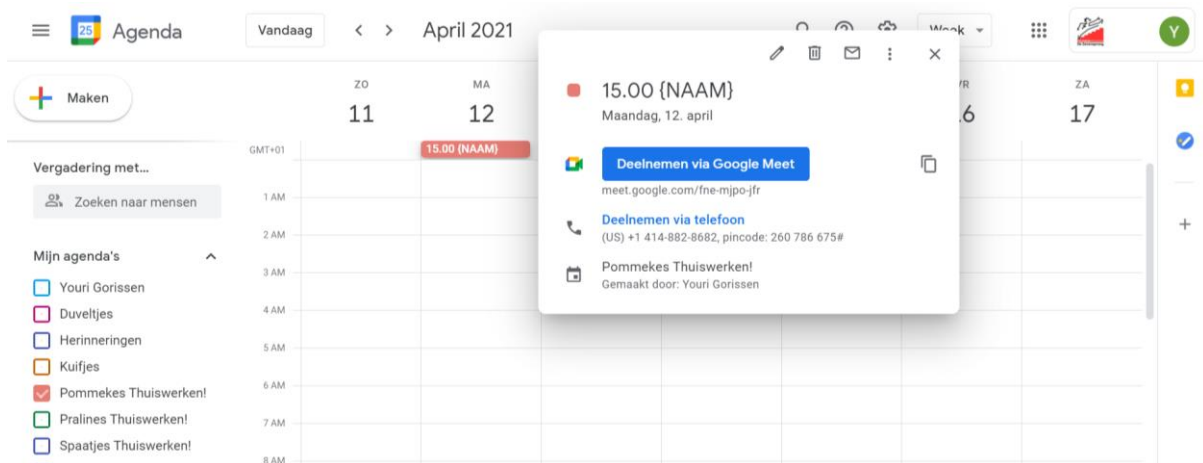 25 Agenda Vandaag April 2021 Week Y
Maken
ZO MA ZA
11 12 6 17
GMT+01
15.00 {NAAM}
1 AM
2 AM
3 AM
4 AM
5 AM
6 AM
7 AM
8 AM
Vergadering met...
Zoeken naar mensen
Mijn agenda's
Youri Gorissen
Duveltjes
Herinneringen
Kuifjes
Pommekes Thuiswerken!
Pralines Thuiswerken!
Spaatjes Thuiswerken!
15.00 {NAAM}
Maandag, 12. april
Deelnemen via Google Meet
meet.google.com/fne-mjpo-jfr
Deelnemen via telefoon
(US) +1 414-882-8682, pincode: 260 786 675#
Pommekes Thuiswerken!
Gemaakt door: Youri Gorissen